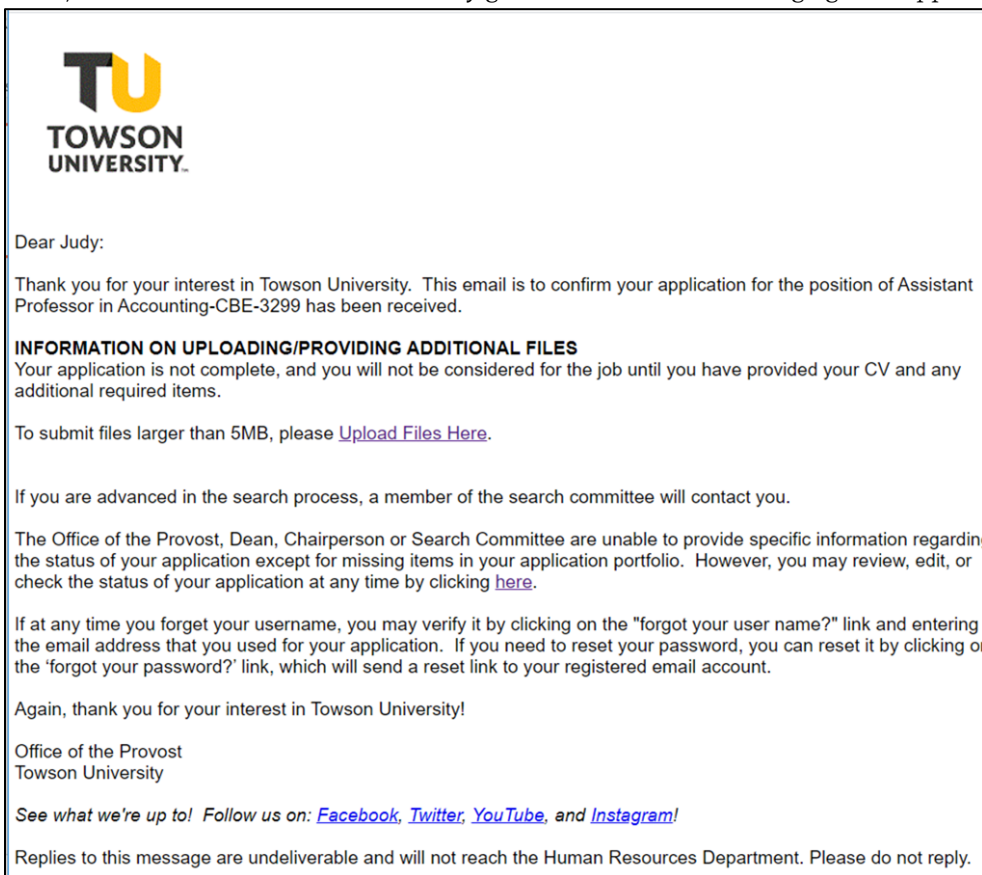 TU
TOWSON
UNIVERSITY™
Dear Judy:
Thank you for your interest in Towson University.  This email is to confirm your application for the position of Assistant
Professor in Accounting-CBE-3299 has been received.
INFORMATION ON UPLOADING/PROVIDING ADDITIONAL FILES
Your application is not complete, and you will not be considered for the job until you have provided your CV and any
additional required items.
To submit files larger than 5MB, please Upload Files Here.
If you are advanced in the search process, a member of the search committee will contact you.
The Office of the Provost, Dean, Chairperson or Search Committee are unable to provide specific information regarding
the status of your application except for missing items in your application portfolio.  However, you may review, edit, or
check the status of your application at any time by clicking here.
If at any time you forget your username, you may verify it by clicking on the "forgot your user name?" link and entering
the email address that you used for your application.  If you need to reset your password, you can reset it by clicking on
the ‘forgot your password?’ link, which will send a reset link to your registered email account.
Again, thank you for your interest in Towson University!
Office of the Provost
Towson University
See what we're up to!  Follow us on: Facebook, Twitter, YouTube, and Instagram!
Replies to this message are undeliverable and will not reach the Human Resources Department. Please do not reply.